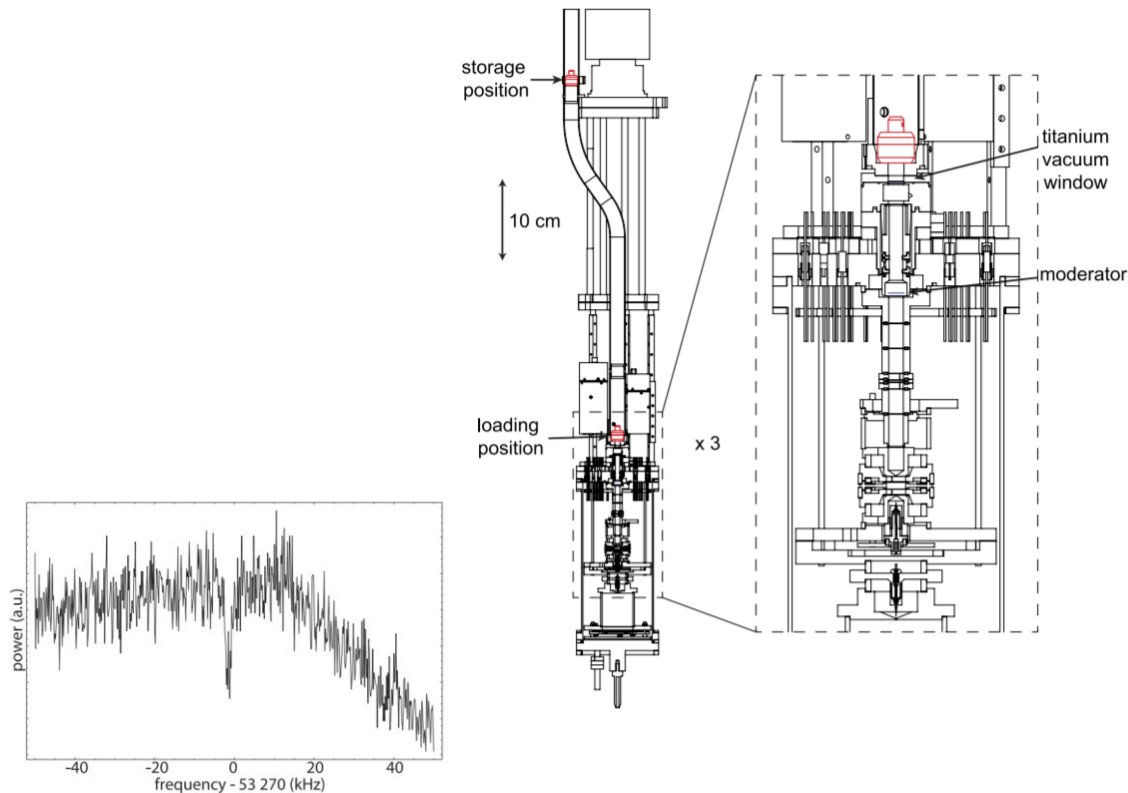 storage
position
10 cm
loading
position
x 3
titanium
vacuum
window
moderator
power (a.u.)
-40 -20 0 20 40
frequency - 53 270 (kHz)